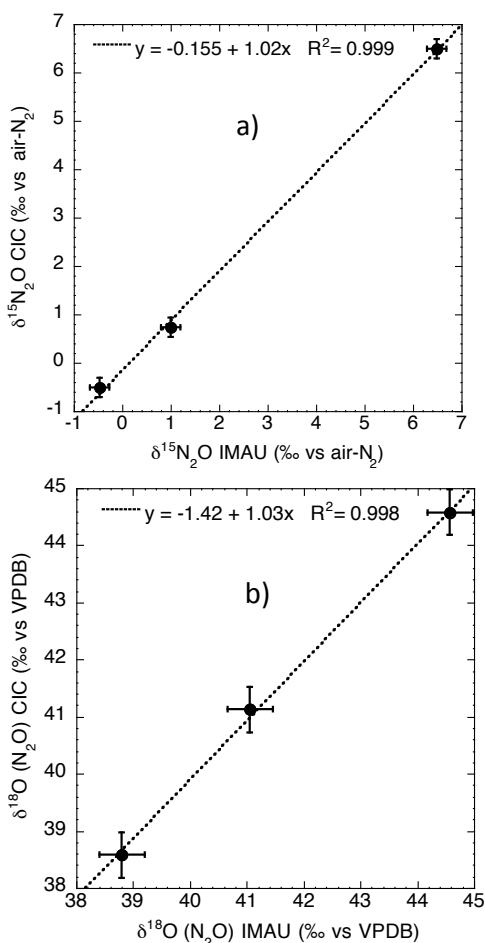 y = -0.155 + 1.02x R²= 0.999
a)
7
6
5
4
3
2
1
0
-1
δ¹⁵N₂O CIC (‰ vs air-N₂)
-1 0 1 2 3 4 5 6 7
δ¹⁵N₂O IMAU (‰ vs air-N₂)
y = -1.42 + 1.03x R²= 0.998
b)
45
44
43
42
41
40
39
38
δ¹⁸O (N₂O) CIC (‰ vs VPDB)
38 39 40 41 42 43 44 45
δ¹⁸O (N₂O) IMAU (‰ vs VPDB)